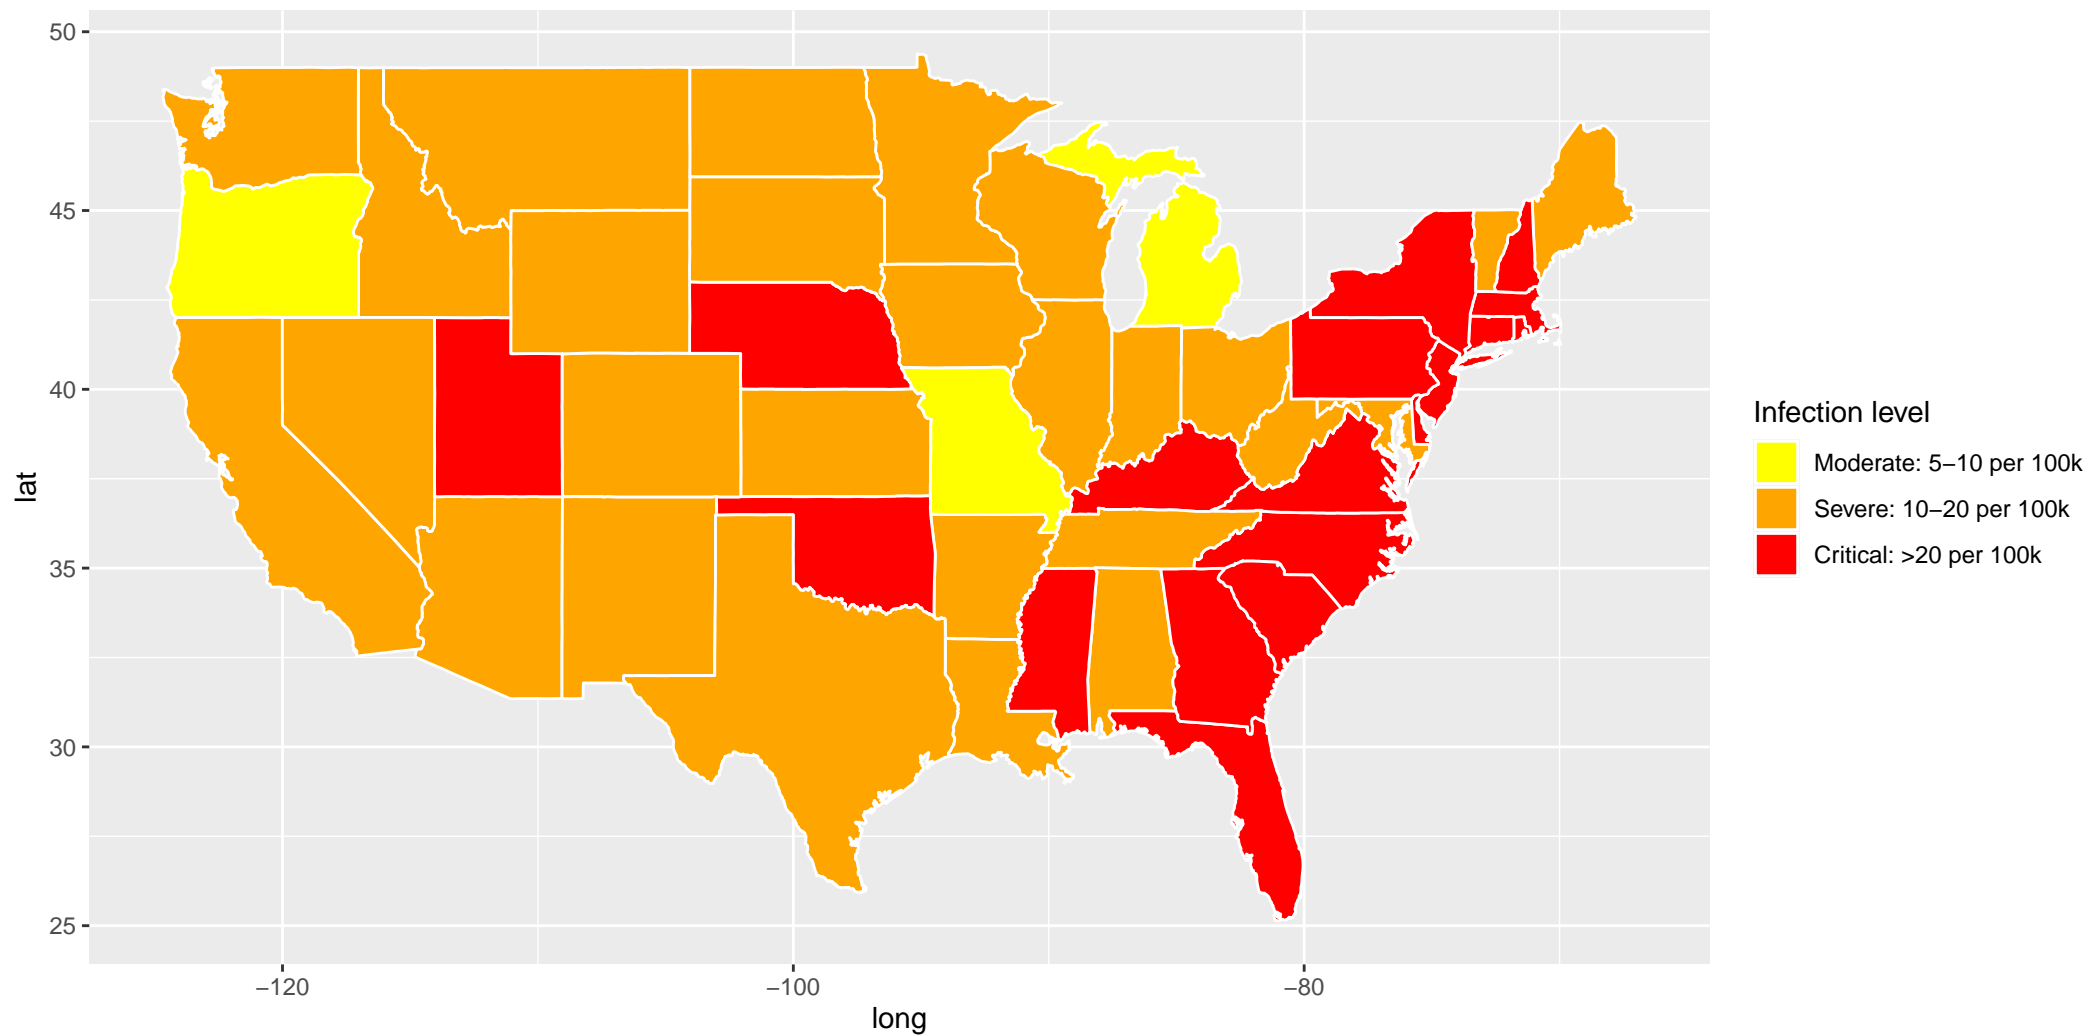 50
45
40
35
30
25
lat
−120
−100
−80
long
Infection level
Moderate: 5−10 per 100k
Severe: 10−20 per 100k
Critical: >20 per 100k